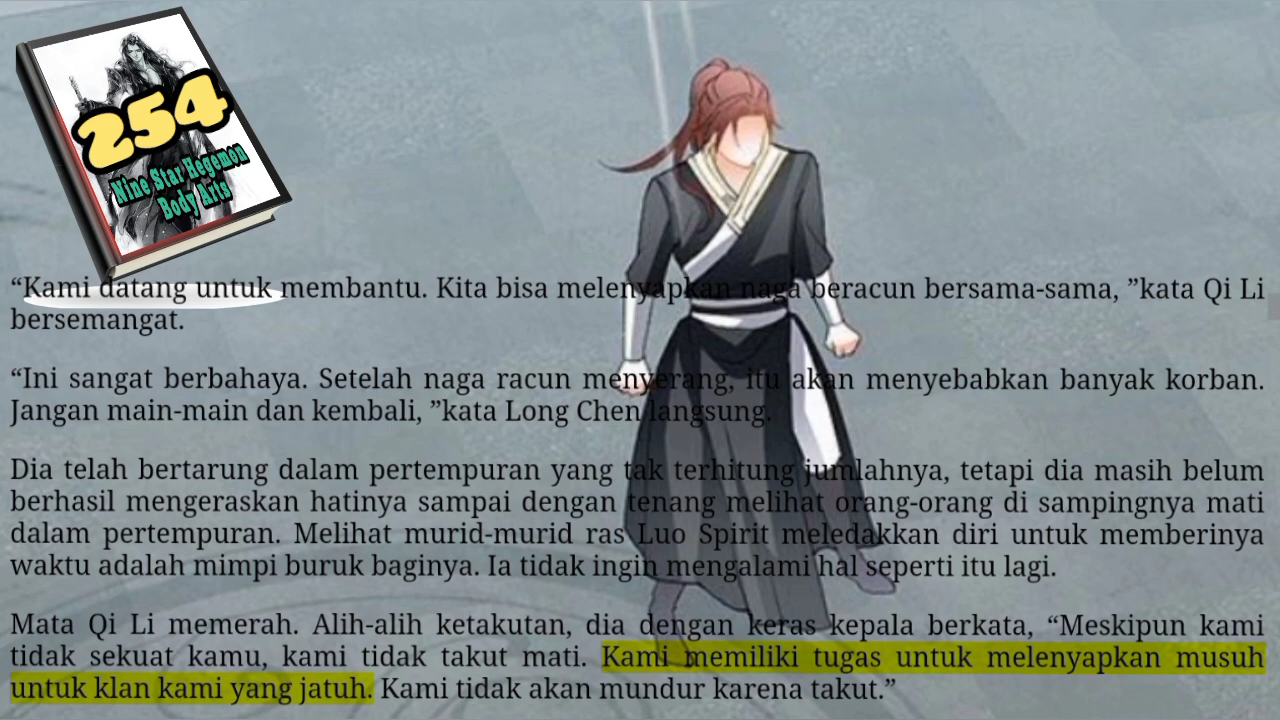 254
Nine Star Hegemon
Body Arts
“Kami datang untuk membantu. Kita bisa melenyapkan naga beracun bersama-sama, ”kata Qi Li
bersemangat.
“Ini sangat berbahaya. Setelah naga racun menyerang, itu akan menyebabkan banyak korban.
Jangan main-main dan kembali, ”kata Long Chen langsung.
Dia telah bertarung dalam pertempuran yang tak terhitung jumlahnya, tetapi dia masih belum
berhasil mengeraskan hatinya sampai dengan tenang melihat orang-orang di sampingnya mati
dalam pertempuran. Melihat murid-murid ras Luo Spirit meledakkan diri untuk memberinya
waktu adalah mimpi buruk baginya. Ia tidak ingin mengalami hal seperti itu lagi.
Mata Qi Li memerah. Alih-alih ketakutan, dia dengan keras kepala berkata, “Meskipun kami
tidak sekuat kamu, kami tidak takut mati. Kami memiliki tugas untuk melenyapkan musuh
untuk klan kami yang jatuh. Kami tidak akan mundur karena takut.”